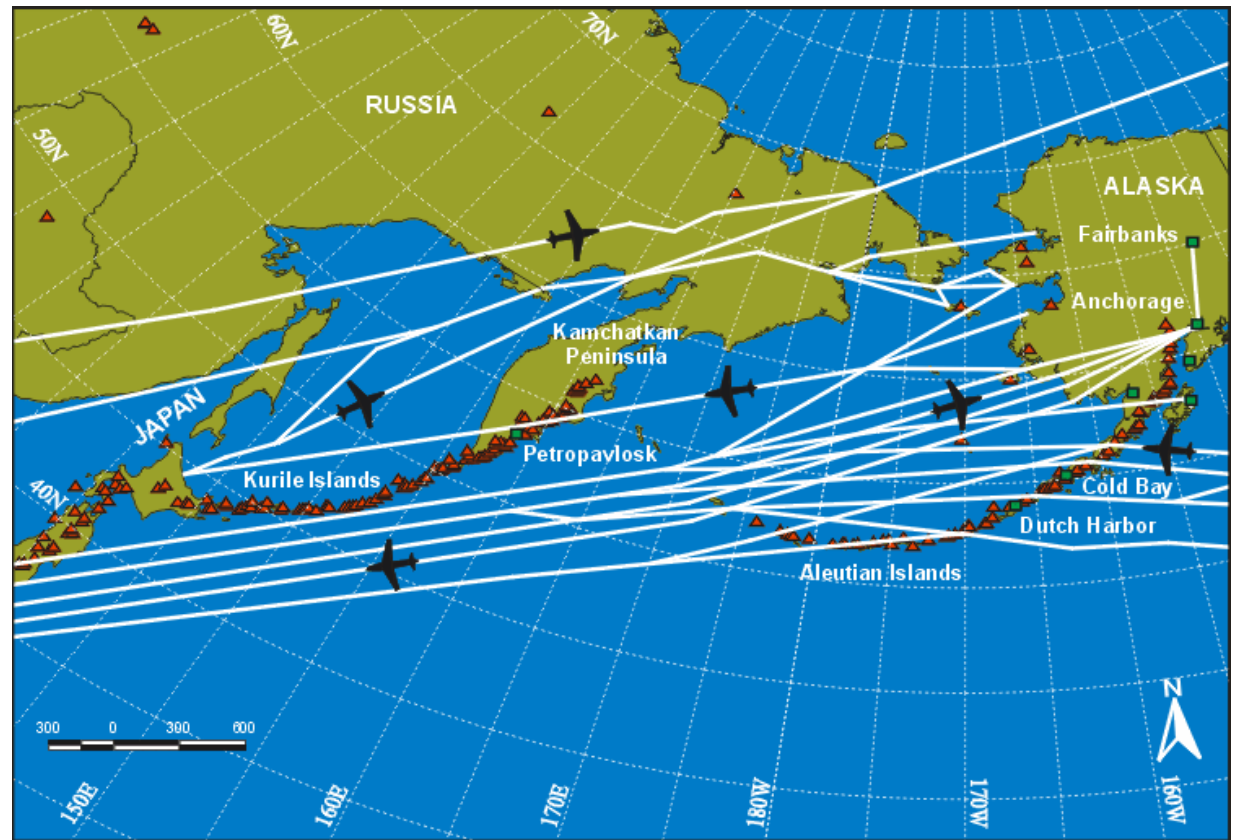 60N
70N
RUSSIA
50N
ALASKA
Fairbanks
Anchorage
Kamchatkan
Peninsula
JAPAN
Petropavlosk
Kurile Islands
40N
Cold Bay
Dutch Harbor
Aleutian Islands
N
300 0 390 600
150E
160E
170E
180W
170W
160W